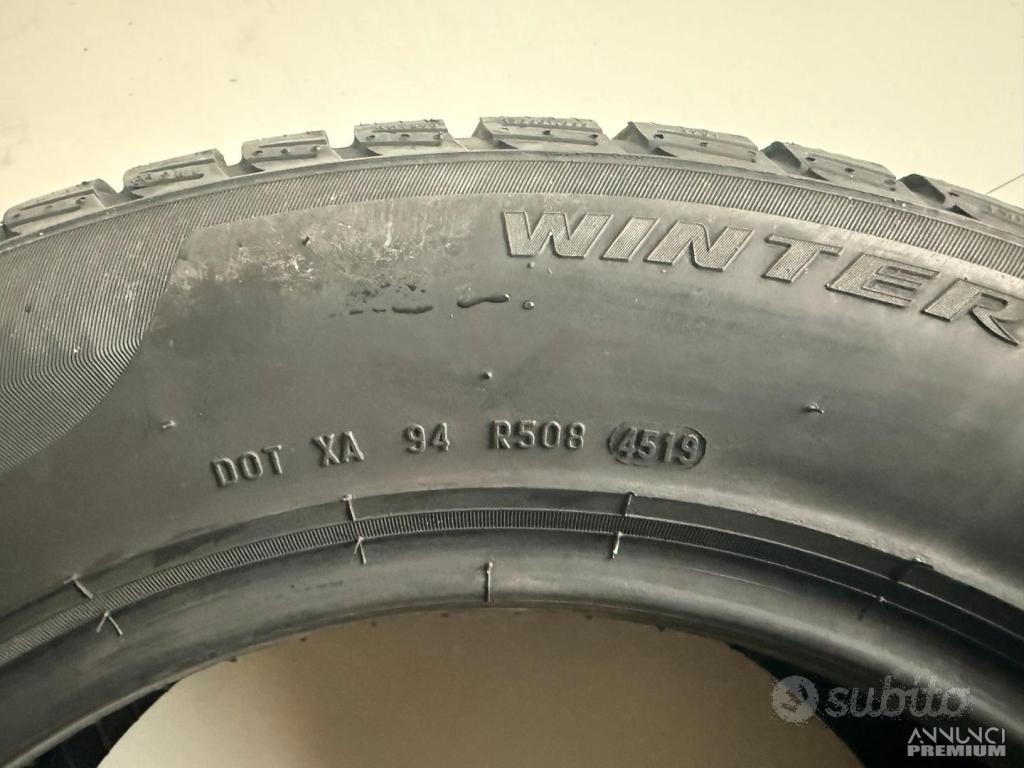 WINTER
DOT XA 94 R508 4519
subito
ANNUNCI
PREMIUM